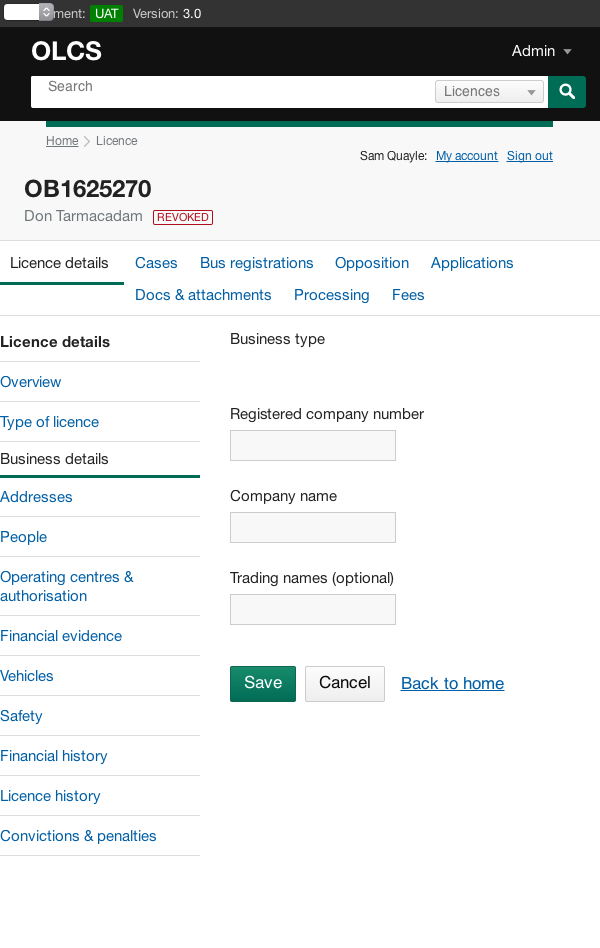 ment: UAT Version: 3.0
OLCS
Admin
Search
Licences
Home Licence
Sam Quayle: My account Sign out
OB1625270
Don Tarmacadam REVOKED
Licence details Cases Bus registrations Opposition Applications
Docs & attachments Processing Fees
Licence details
Overview
Type of licence
Business details
Addresses
People
Operating centres &
authorisation
Financial evidence
Vehicles
Safety
Financial history
Licence history
Convictions & penalties
Business type
Registered company number
Company name
Trading names (optional)
Save Cancel Back to home